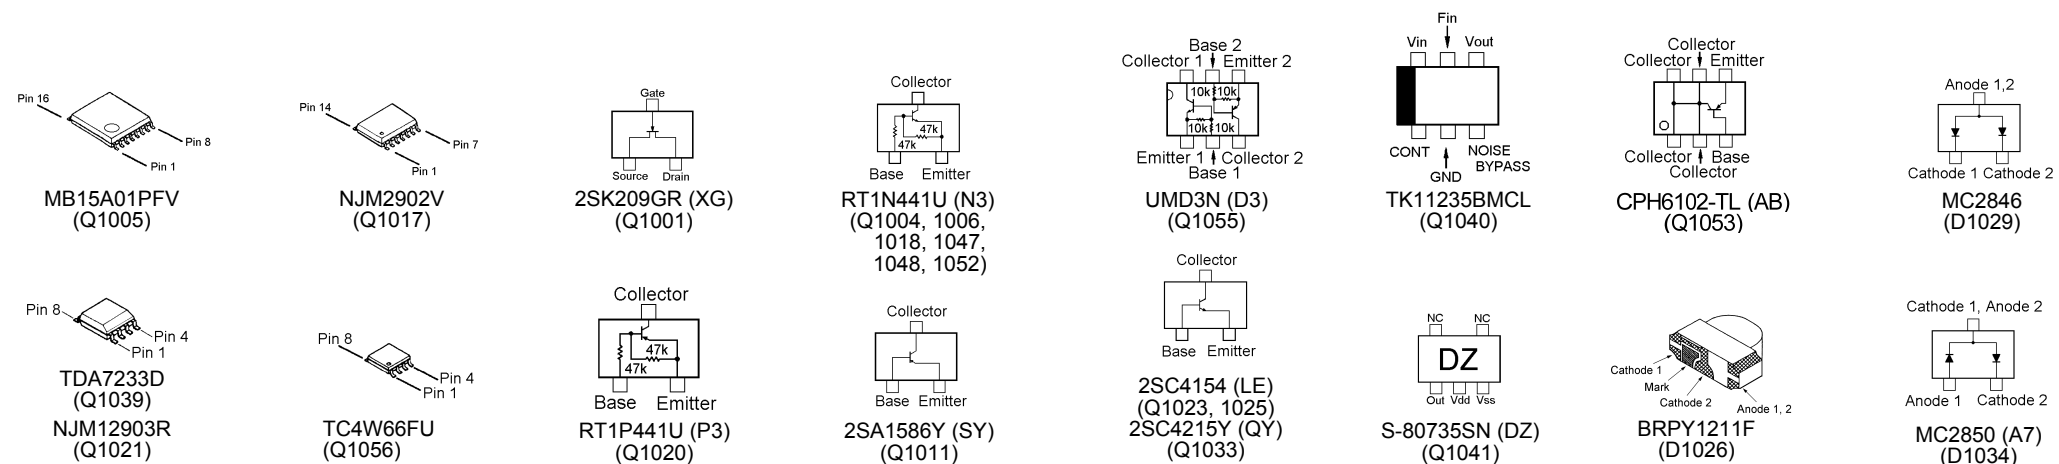 Pin 16
Pin 8
Pin 1
MB15A01PFV
(Q1005)
Pin 14
Pin 7
Pin 1
NJM2902V
(Q1017)
Gate
Source
Drain
2SK209GR (XG)
(Q1001)
Collector
47k
47k
Base
Emitter
RT1N441U (N3)
(Q1004, 1006,
1018, 1047,
1048, 1052)
Base 2
Collector 1
Emitter 2
10k
10k
10k
10k
Emitter 1
Collector 2
Base 1
UMD3N (D3)
(Q1055)
Fin
Vin
Vout
CONT
NOISE
BYPASS
GND
TK11235BMCL
(Q1040)
Collector
Collector
Emitter
Collector
Base
Collector
CPH6102-TL (AB)
(Q1053)
Anode 1,2
Cathode 1
Cathode 2
MC2846
(D1029)
Pin 8
Pin 4
Pin 1
TDA7233D
(Q1039)
NJM12903R
(Q1021)
Pin 8
Pin 4
Pin 1
TC4W66FU
(Q1056)
Collector
47k
47k
Base
Emitter
RT1P441U (P3)
(Q1020)
Collector
Base
Emitter
2SA1586Y (SY)
(Q1011)
Collector
Base
Emitter
2SC4154 (LE)
(Q1023, 1025)
2SC4215Y (QY)
(Q1033)
NC
NC
DZ
Out
Vdd
Vss
S-80735SN (DZ)
(Q1041)
Cathode 1
Mark
Cathode 2
Anode 1, 2
BRPY1211F
(D1026)
Cathode 1, Anode 2
Anode 1
Cathode 2
MC2850 (A7)
(D1034)